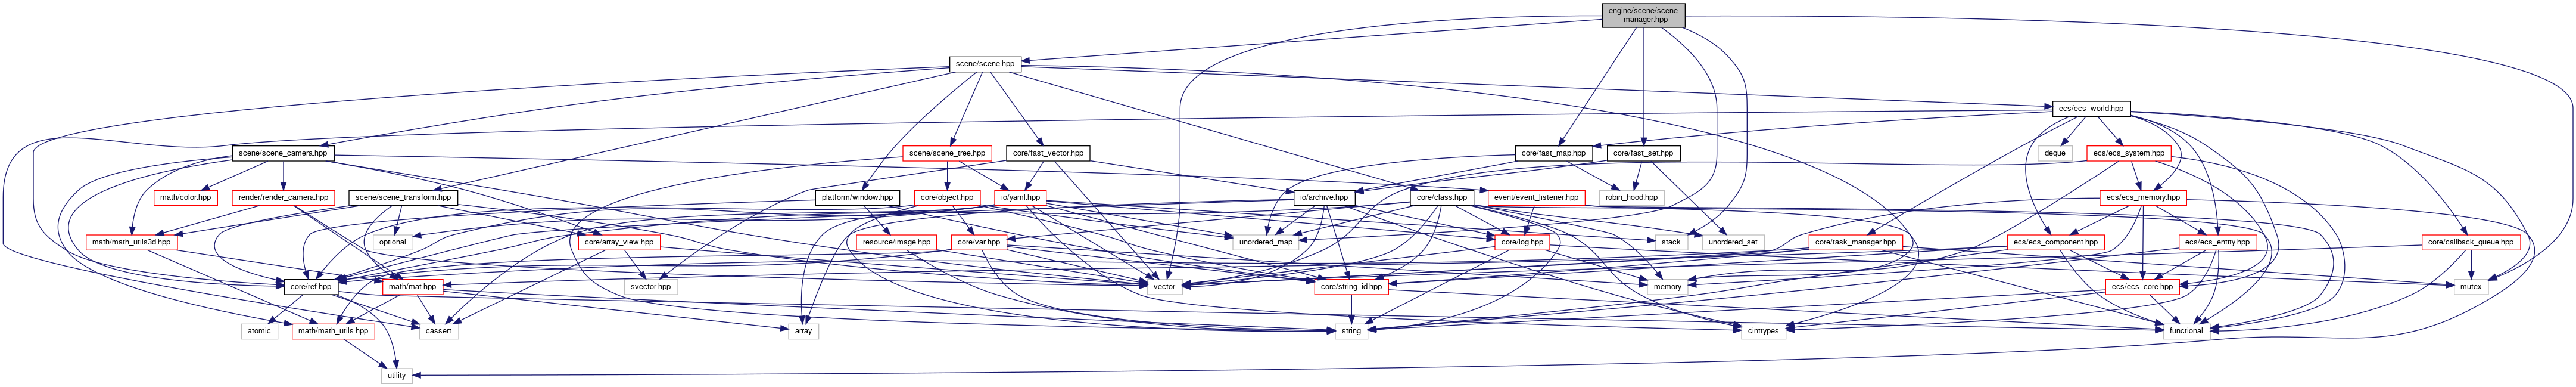 engine/scene/scene
_manager.hpp
scene/scene.hpp
ecs/ecs_world.hpp
scene/scene_camera.hpp
scene/scene_tree.hpp
core/fast_vector.hpp
core/fast_map.hpp
core/fast_set.hpp
deque
ecs/ecs_system.hpp
math/color.hpp
render/render_camera.hpp
scene/scene_transform.hpp
platform/window.hpp
core/object.hpp
io/yaml.hpp
io/archive.hpp
core/class.hpp
event/event_listener.hpp
robin_hood.hpp
ecs/ecs_memory.hpp
math/math_utils3d.hpp
optional
core/array_view.hpp
resource/image.hpp
core/var.hpp
unordered_map
core/log.hpp
stack
unordered_set
core/task_manager.hpp
ecs/ecs_component.hpp
ecs/ecs_entity.hpp
core/callback_queue.hpp
core/ref.hpp
math/mat.hpp
svector.hpp
vector
core/string_id.hpp
memory
ecs/ecs_core.hpp
mutex
atomic
math/math_utils.hpp
cassert
array
string
cinttypes
functional
utility